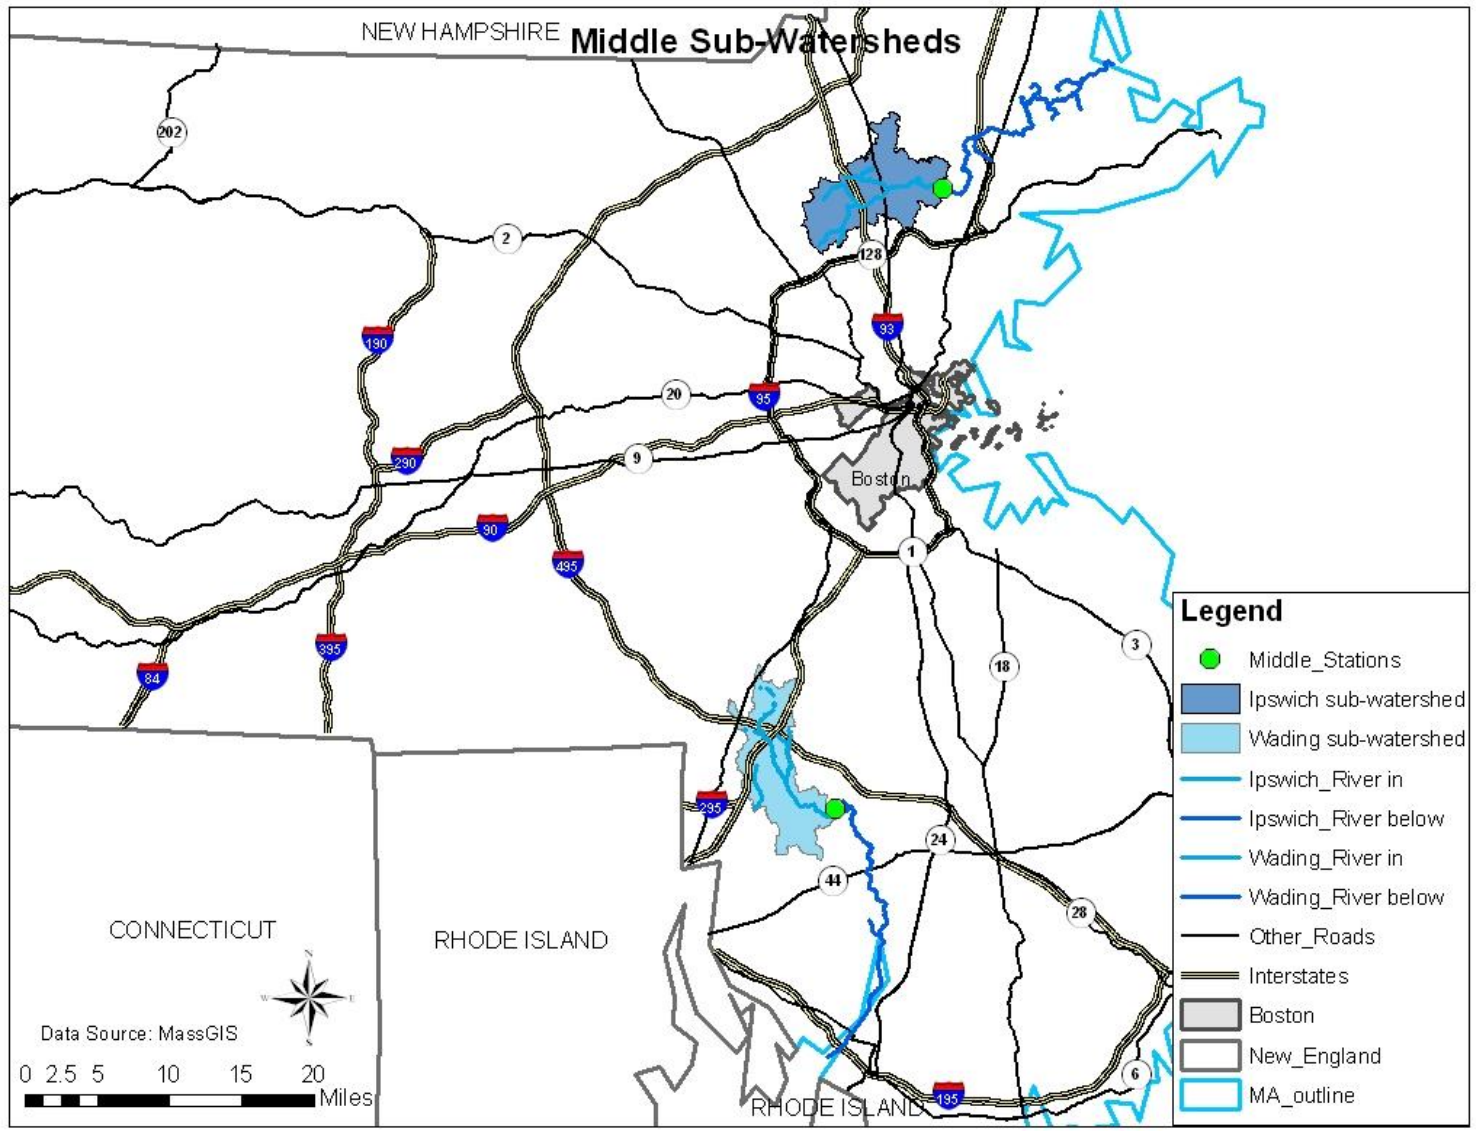 NEW HAMPSHIRE
Middle Sub-Watersheds
202
2
128
93
190
20
95
290
9
Boston
90
1
495
395
84
18
3
295
24
44
28
CONNECTICUT
RHODE ISLAND
N
W
E
S
Data Source: MassGIS
0 2.5 5 10 15 20
Miles
6
195
RHODE ISLAND
Legend
Middle_Stations
Ipswich sub-watershed
Wading sub-watershed
Ipswich_River in
Ipswich_River below
Wading_River in
Wading_River below
Other_Roads
Interstates
Boston
New_England
MA_outline